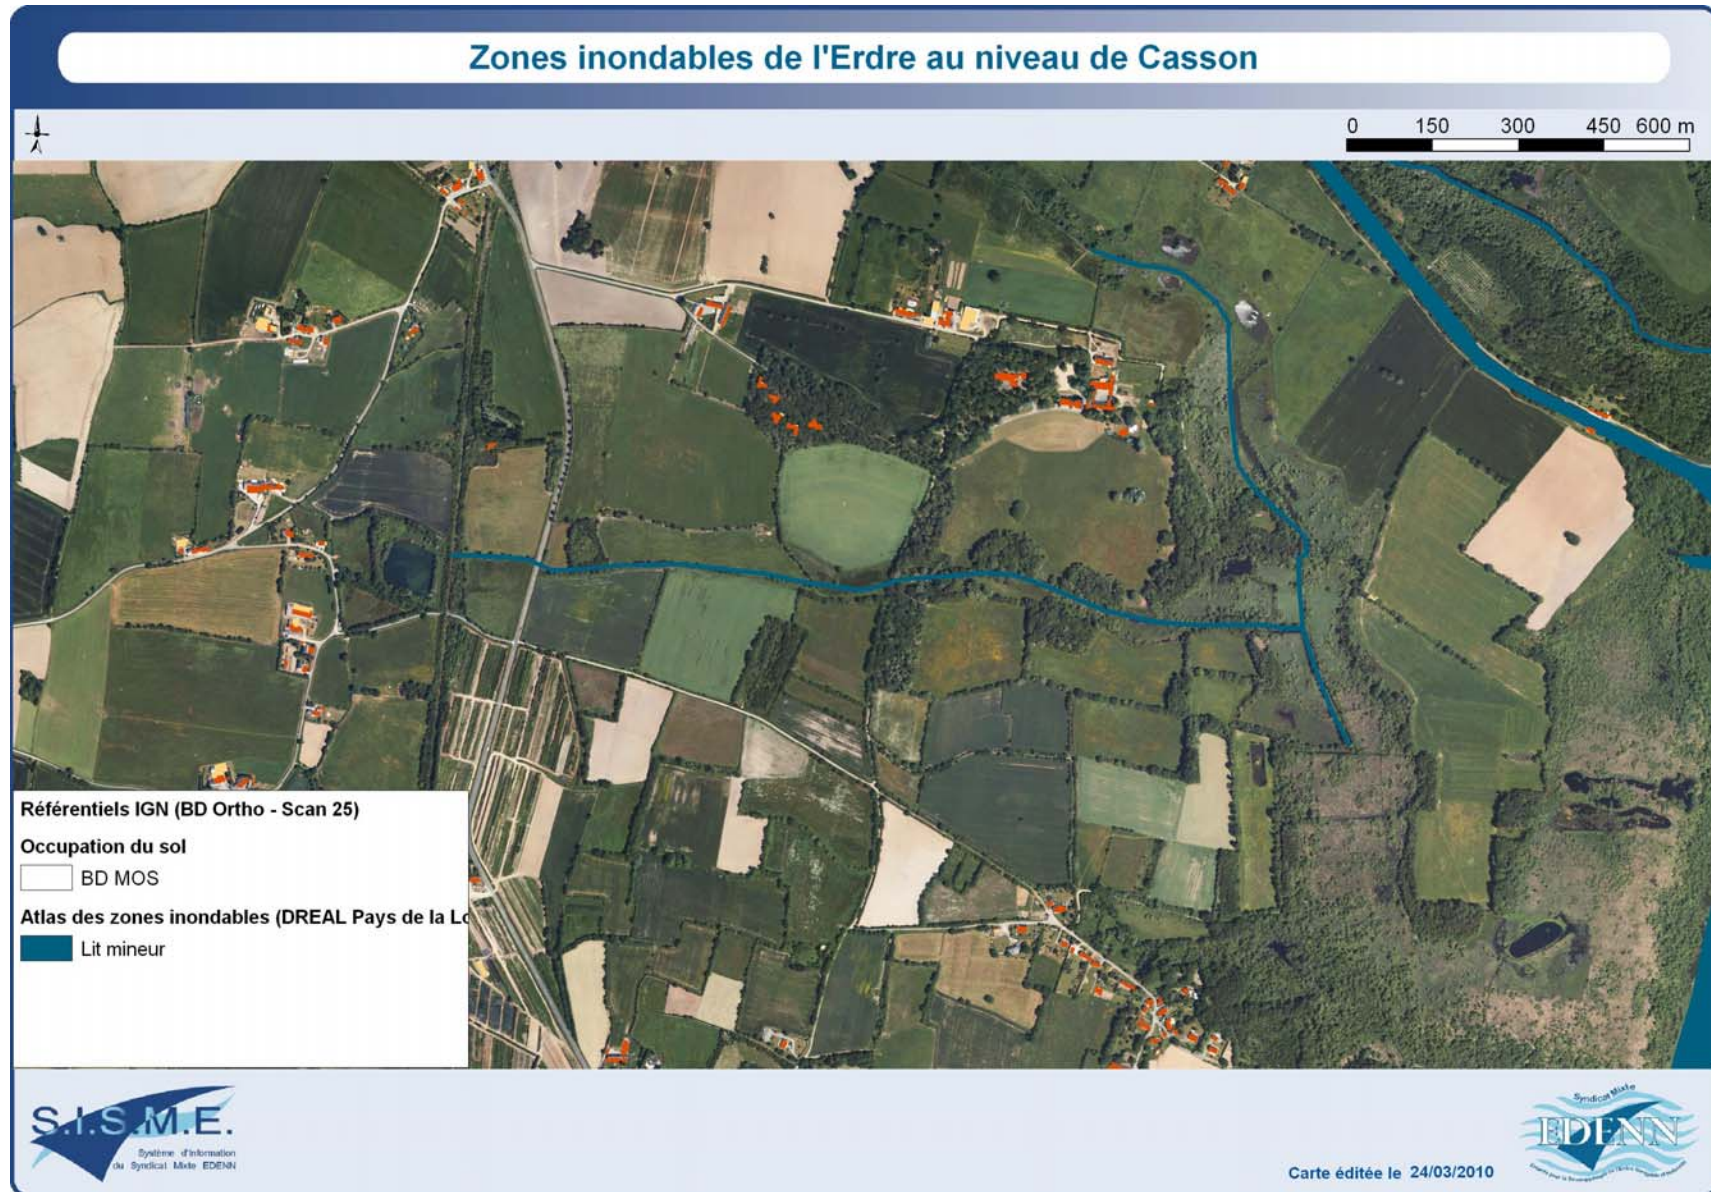 Zones inondables de l'Erdre au niveau de Casson
0 150 300 450 600 m
Référentiels IGN (BD Ortho - Scan 25)
Occupation du sol
BD MOS
Atlas des zones inondables (DREAL Pays de la Lo
Lit mineur
S.I.S.M.E.
Système d'Information
du Syndicat Mixte EDENN
Carte éditée le 24/03/2010
Syndicat Mixte
EDENN